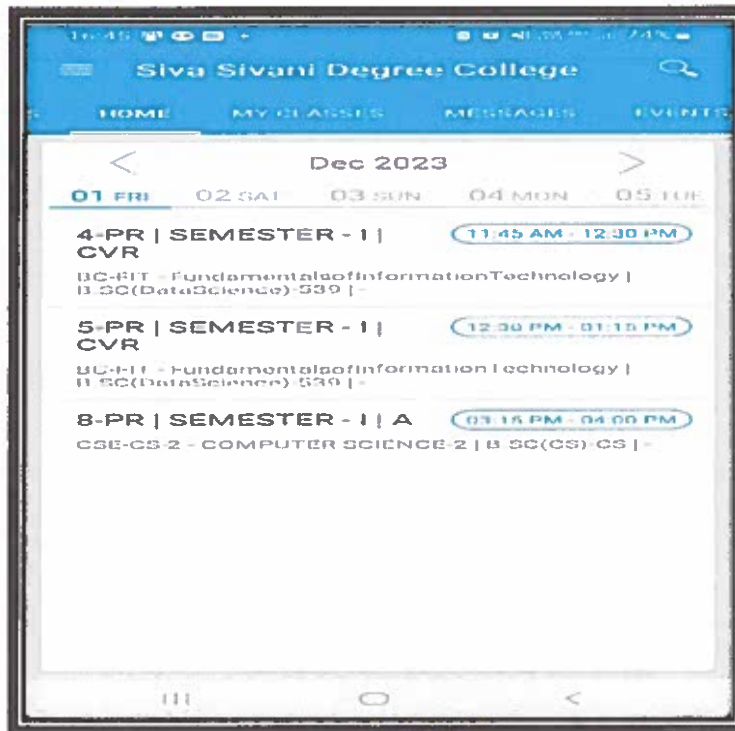 16:45
24%
Siva Sivani Degree College
HOME MY CLASSES MESSAGES EVENTS
Dec 2023
01 FRI 02 SAT 03 SUN 04 MON 05 TUE
4-PR | SEMESTER - I | CVR
11:45 AM - 12:30 PM
BC-FIT - FundamentalsofInformationTechnology |
B.SC(DataScience)-539 | -
5-PR | SEMESTER - I | CVR
12:30 PM - 01:15 PM
BC-FIT - FundamentalsofInformationTechnology |
B.SC(DataScience)-539 | -
8-PR | SEMESTER - I | A
03:15 PM - 04:00 PM
CSE-CS-2 - COMPUTER SCIENCE-2 | B.SC(CS)-CS | -